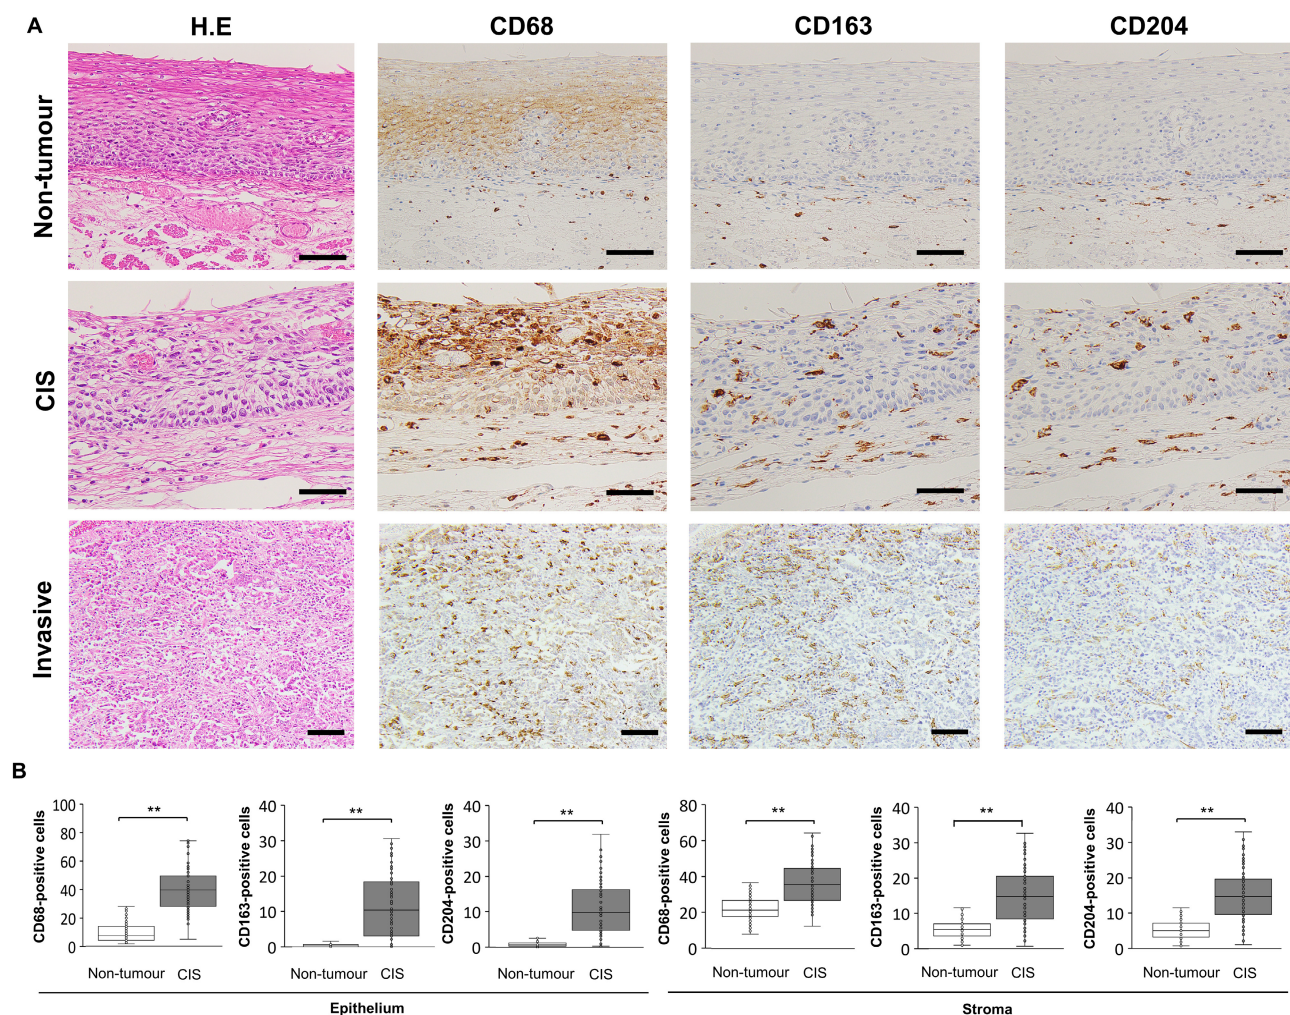 A
H.E
CD68
CD163
CD204
Non-tumour
CIS
Invasive
B
CD68-positive cells
100
80
60
40
20
0
**
Non-tumour
CIS
CD163-positive cells
40
30
20
10
0
**
Non-tumour
CIS
CD204-positive cells
40
30
20
10
0
**
Non-tumour
CIS
Epithelium
CD68-positive cells
80
60
40
20
0
**
Non-tumour
CIS
CD163-positive cells
40
30
20
10
0
**
Non-tumour
CIS
CD204-positive cells
40
30
20
10
0
**
Non-tumour
CIS
Stroma